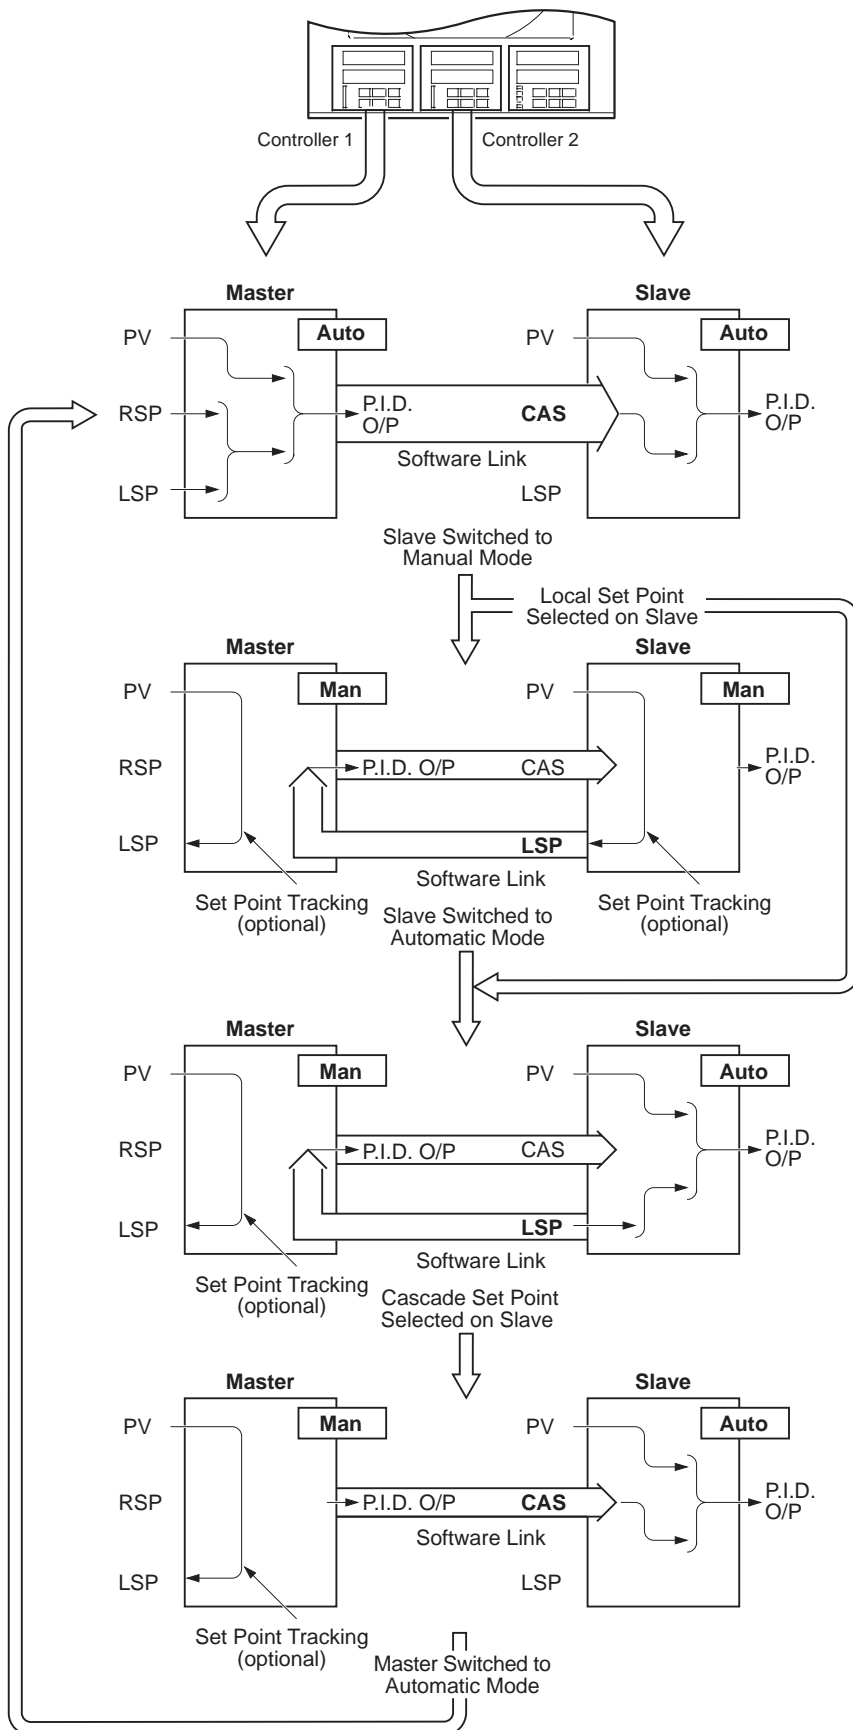 Controller 1
Controller 2
Master
Slave
PV
Auto
PV
Auto
RSP
P.I.D.
O/P
CAS
P.I.D.
O/P
Software Link
LSP
LSP
Slave Switched to
Manual Mode
Local Set Point
Selected on Slave
Master
Slave
PV
Man
PV
Man
RSP
P.I.D. O/P
CAS
P.I.D.
O/P
LSP
LSP
Software Link
Set Point Tracking
(optional)
Set Point Tracking
(optional)
Slave Switched to
Automatic Mode
Master
Slave
PV
Man
PV
Auto
RSP
P.I.D. O/P
CAS
P.I.D.
O/P
LSP
LSP
Software Link
Set Point Tracking
(optional)
Cascade Set Point
Selected on Slave
Master
Slave
PV
Man
PV
Auto
RSP
P.I.D. O/P
CAS
P.I.D.
O/P
Software Link
LSP
LSP
Set Point Tracking
(optional)
Master Switched to
Automatic Mode